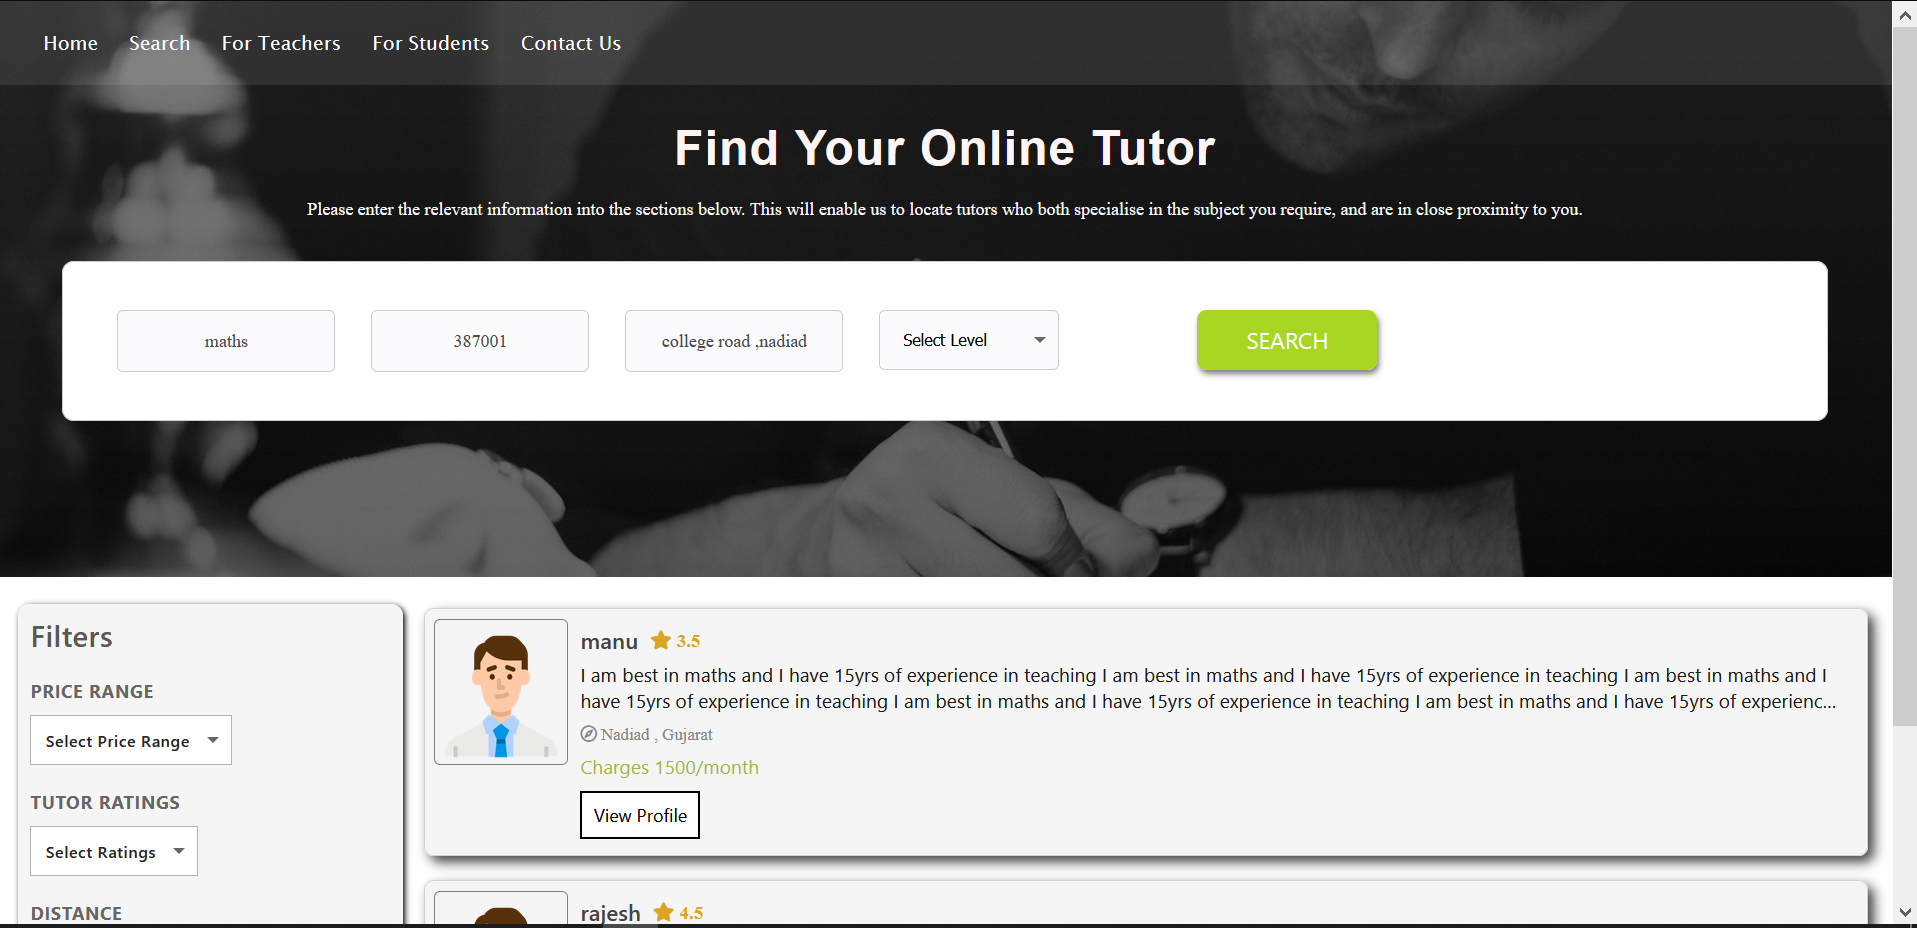 Home Search For Teachers For Students Contact Us
Find Your Online Tutor
Please enter the relevant information into the sections below. This will enable us to locate tutors who both specialise in the subject you require, and are in close proximity to you.
maths 387001 college road ,nadiad Select Level SEARCH
Filters
PRICE RANGE
Select Price Range
TUTOR RATINGS
Select Ratings
DISTANCE
manu 3.5
I am best in maths and I have 15yrs of experience in teaching I am best in maths and I have 15yrs of experience in teaching I am best in maths and I
have 15yrs of experience in teaching I am best in maths and I have 15yrs of experience in teaching I am best in maths and I have 15yrs of experienc...
Nadiad , Gujarat
Charges 1500/month
View Profile
rajesh 4.5